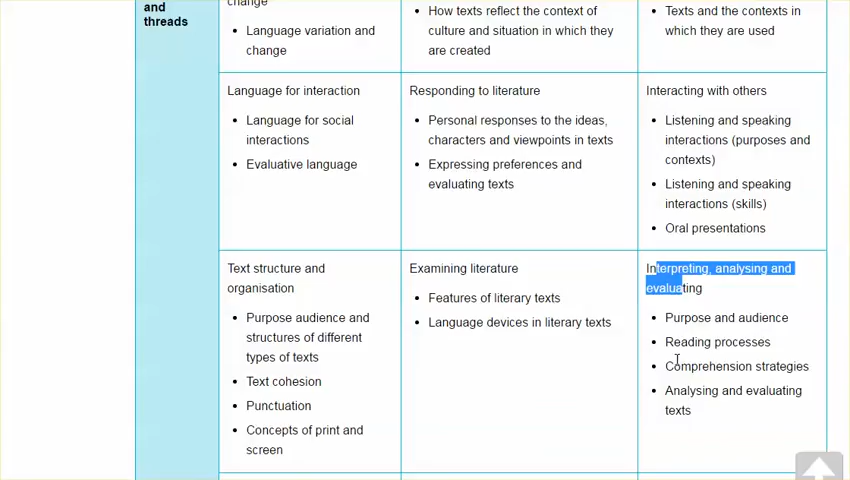 and
threads
change
• Language variation and
change
• How texts reflect the context of
culture and situation in which they
are created
• Texts and the contexts in
which they are used
Language for interaction
• Language for social
interactions
• Evaluative language
Responding to literature
• Personal responses to the ideas,
characters and viewpoints in texts
• Expressing preferences and
evaluating texts
Interacting with others
• Listening and speaking
interactions (purposes and
contexts)
• Listening and speaking
interactions (skills)
• Oral presentations
Text structure and
organisation
• Purpose audience and
structures of different
types of texts
• Text cohesion
• Punctuation
• Concepts of print and
screen
Examining literature
• Features of literary texts
• Language devices in literary texts
Interpreting, analysing and
evaluating
• Purpose and audience
• Reading processes
• Comprehension strategies
• Analysing and evaluating
texts